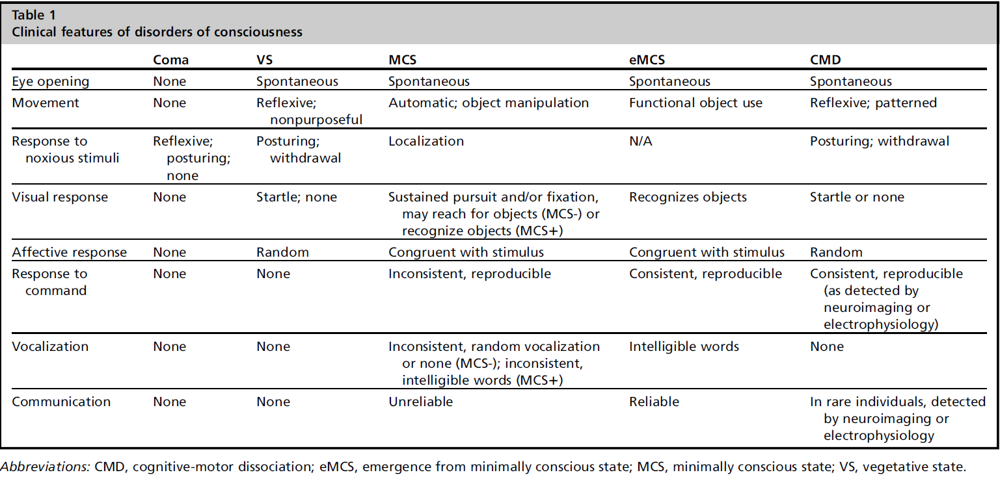 Table 1
Clinical features of disorders of consciousness
Coma VS MCS eMCS CMD
Eye opening None Spontaneous Spontaneous Spontaneous Spontaneous
Movement None Reflexive; Automatic; object manipulation Functional object use Reflexive; patterned
nonpurposeful
Response to Reflexive; Posturing; Localization N/A Posturing; withdrawal
noxious stimuli posturing; withdrawal
none
Visual response None Startle; none Sustained pursuit and/or fixation, Recognizes objects Startle or none
may reach for objects (MCS-) or
recognize objects (MCS+)
Affective response None Random Congruent with stimulus Congruent with stimulus Random
Response to None None Inconsistent, reproducible Consistent, reproducible Consistent, reproducible
command (as detected by
neuroimaging or
electrophysiology)
Vocalization None None Inconsistent, random vocalization Intelligible words None
or none (MCS-); inconsistent,
intelligible words (MCS+)
Communication None None Unreliable Reliable In rare individuals, detected
by neuroimaging or
electrophysiology
Abbreviations: CMD, cognitive-motor dissociation; eMCS, emergence from minimally conscious state; MCS, minimally conscious state; VS, vegetative state.